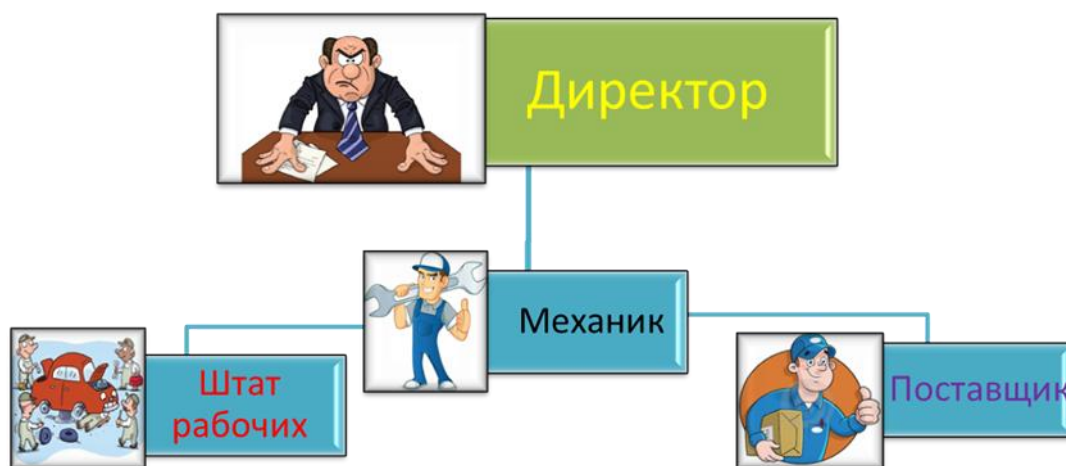 Директор
Механик
Штат
рабочих
Поставщик